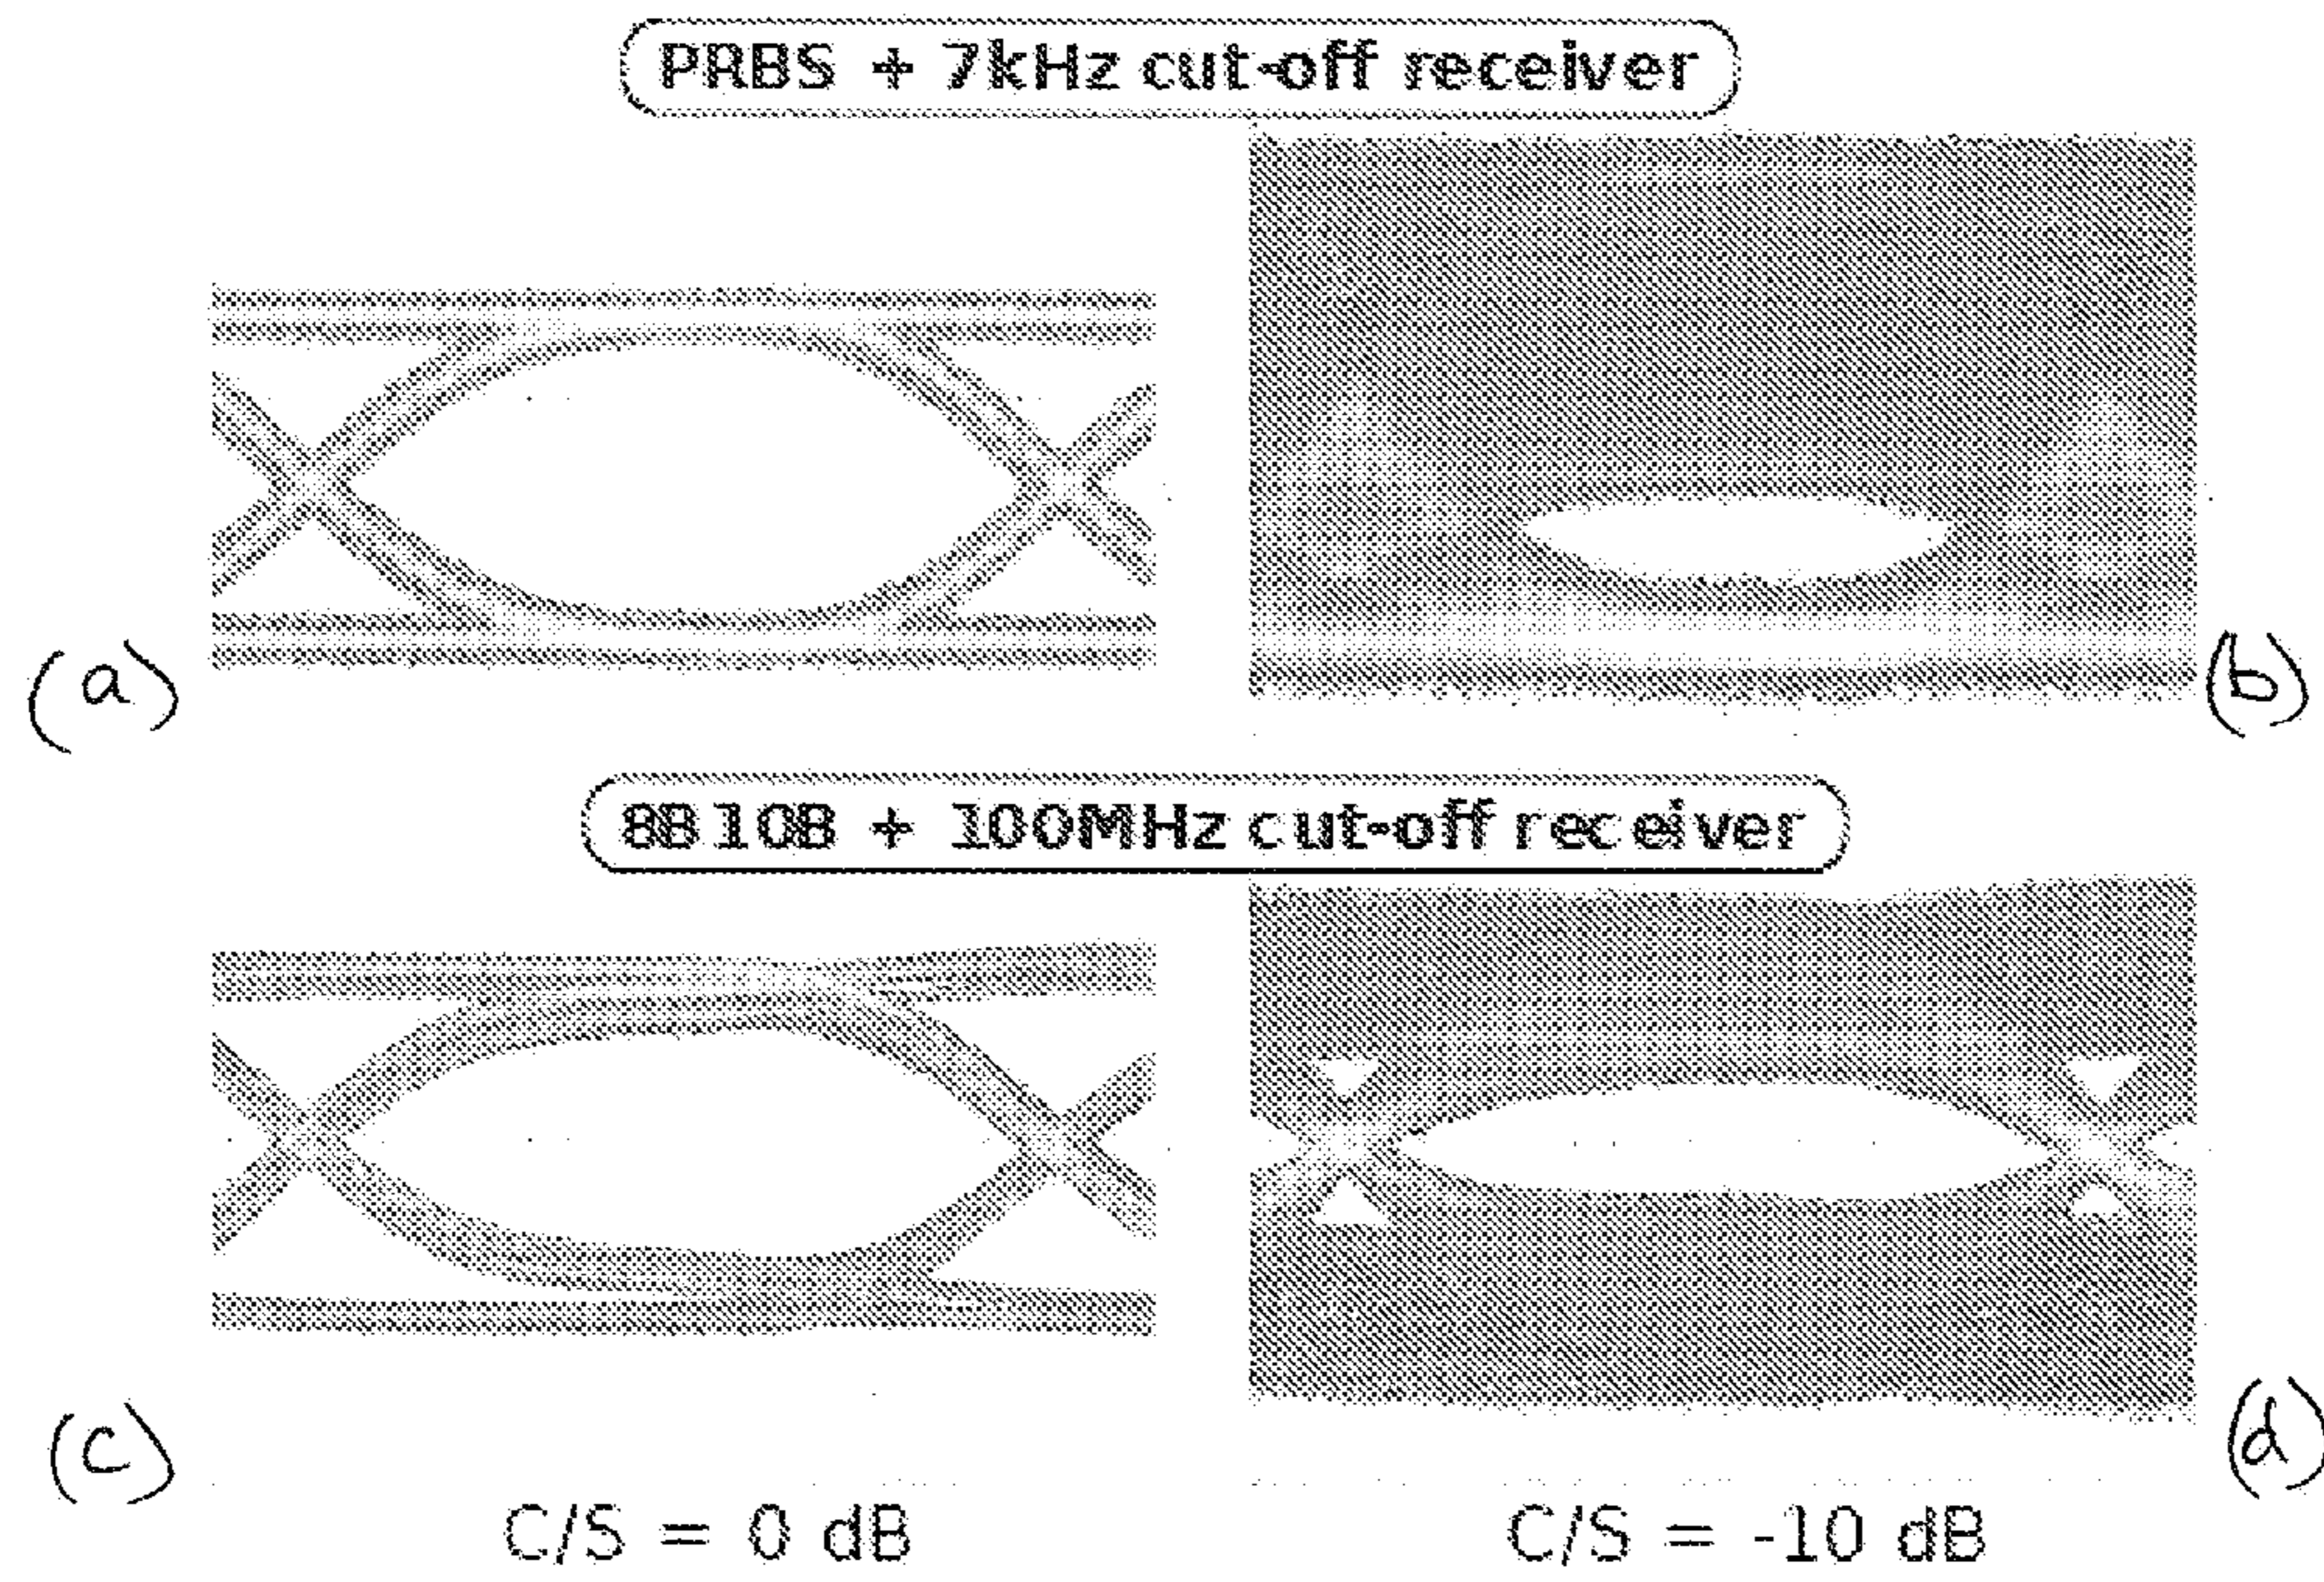 PRBS + 7kHz cut-off receiver
(a)
(b)
8B10B + 100MHz cut-off receiver
(c)
(d)
C/S = 0 dB
C/S = -10 dB